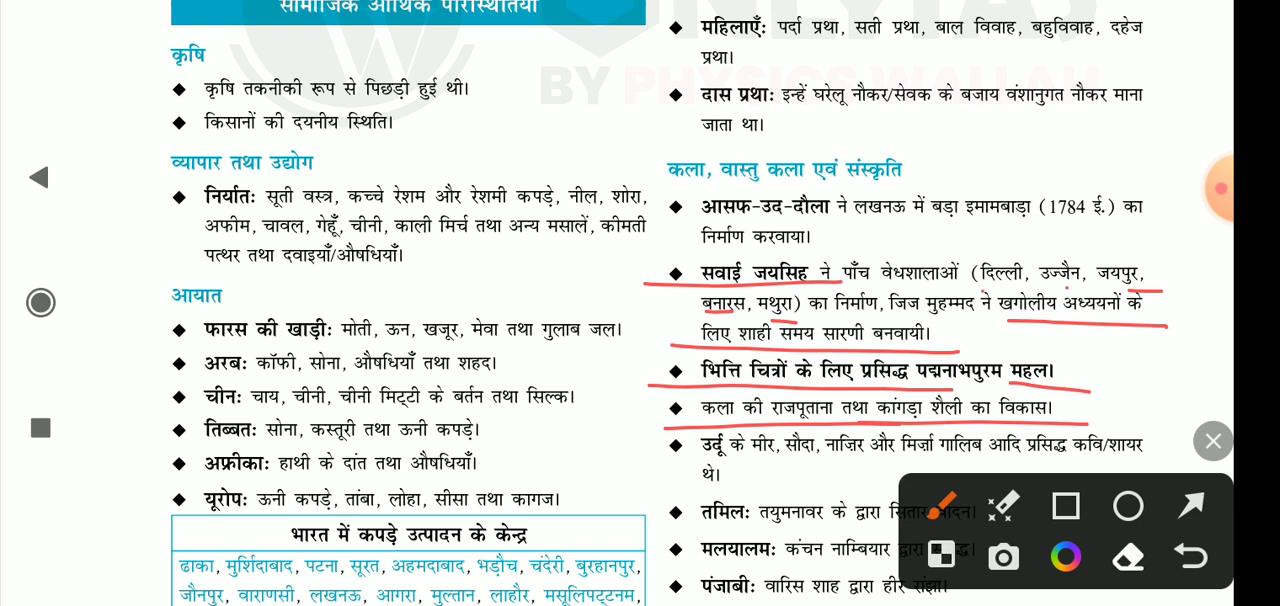 सामाजिक आर्थिक परिस्थितियाँ
कृषि
◆ कृषि तकनीकी रूप से पिछड़ी हुई थी।
◆ किसानों की दयनीय स्थिति।
व्यापार तथा उद्योग
◆ निर्यातः सूती वस्त्र, कच्चे रेशम और रेशमी कपड़े, नील, शोरा,
अफीम, चावल, गेहूँ, चीनी, काली मिर्च तथा अन्य मसालें, कीमती
पत्थर तथा दवाइयाँ/औषधियाँ।
आयात
◆ फारस की खाड़ीः मोती, ऊन, खजूर, मेवा तथा गुलाब जल।
◆ अरबः कॉफी, सोना, औषधियाँ तथा शहद।
◆ चीनः चाय, चीनी, चीनी मिट्टी के बर्तन तथा सिल्क।
◆ तिब्बतः सोना, कस्तूरी तथा ऊनी कपड़े।
◆ अफ्रीकाः हाथी के दांत तथा औषधियाँ।
◆ यूरोपः ऊनी कपड़े, तांबा, लोहा, सीसा तथा कागज।
भारत में कपड़े उत्पादन के केन्द्र
ढाका, मुर्शिदाबाद, पटना, सूरत, अहमदाबाद, भड़ौच, चंदेरी, बुरहानपुर,
जौनपुर, वाराणसी, लखनऊ, आगरा, मुल्तान, लाहौर, मसूलिपट्टनम,
◆ महिलाएँः पर्दा प्रथा, सती प्रथा, बाल विवाह, बहुविवाह, दहेज
प्रथा।
BY PHYSICS WALLAH
◆ दास प्रथाः इन्हें घरेलू नौकर/सेवक के बजाय वंशानुगत नौकर माना
जाता था।
कला, वास्तु कला एवं संस्कृति
◆ आसफ-उद-दौला ने लखनऊ में बड़ा इमामबाड़ा (1784 ई.) का
निर्माण करवाया।
◆ सवाई जयसिह ने पाँच वेधशालाओं (दिल्ली, उज्जैन, जयपुर,
बनारस, मथुरा) का निर्माण, जिज मुहम्मद ने खगोलीय अध्ययनों के
लिए शाही समय सारणी बनवायी।
◆ भित्ति चित्रों के लिए प्रसिद्ध पद्मनाभपुरम महल।
◆ कला की राजपूताना तथा कांगड़ा शैली का विकास।
◆ उर्दू के मीर, सौदा, नाज़िर और मिर्जा गालिब आदि प्रसिद्ध कवि/शायर
थे।
◆ तमिलः तयुमनावर के द्वारा सितार वादन।
◆ मलयालमः कंचन नाम्बियार द्वारा
◆ पंजाबीः वारिस शाह द्वारा हीर रांझा।